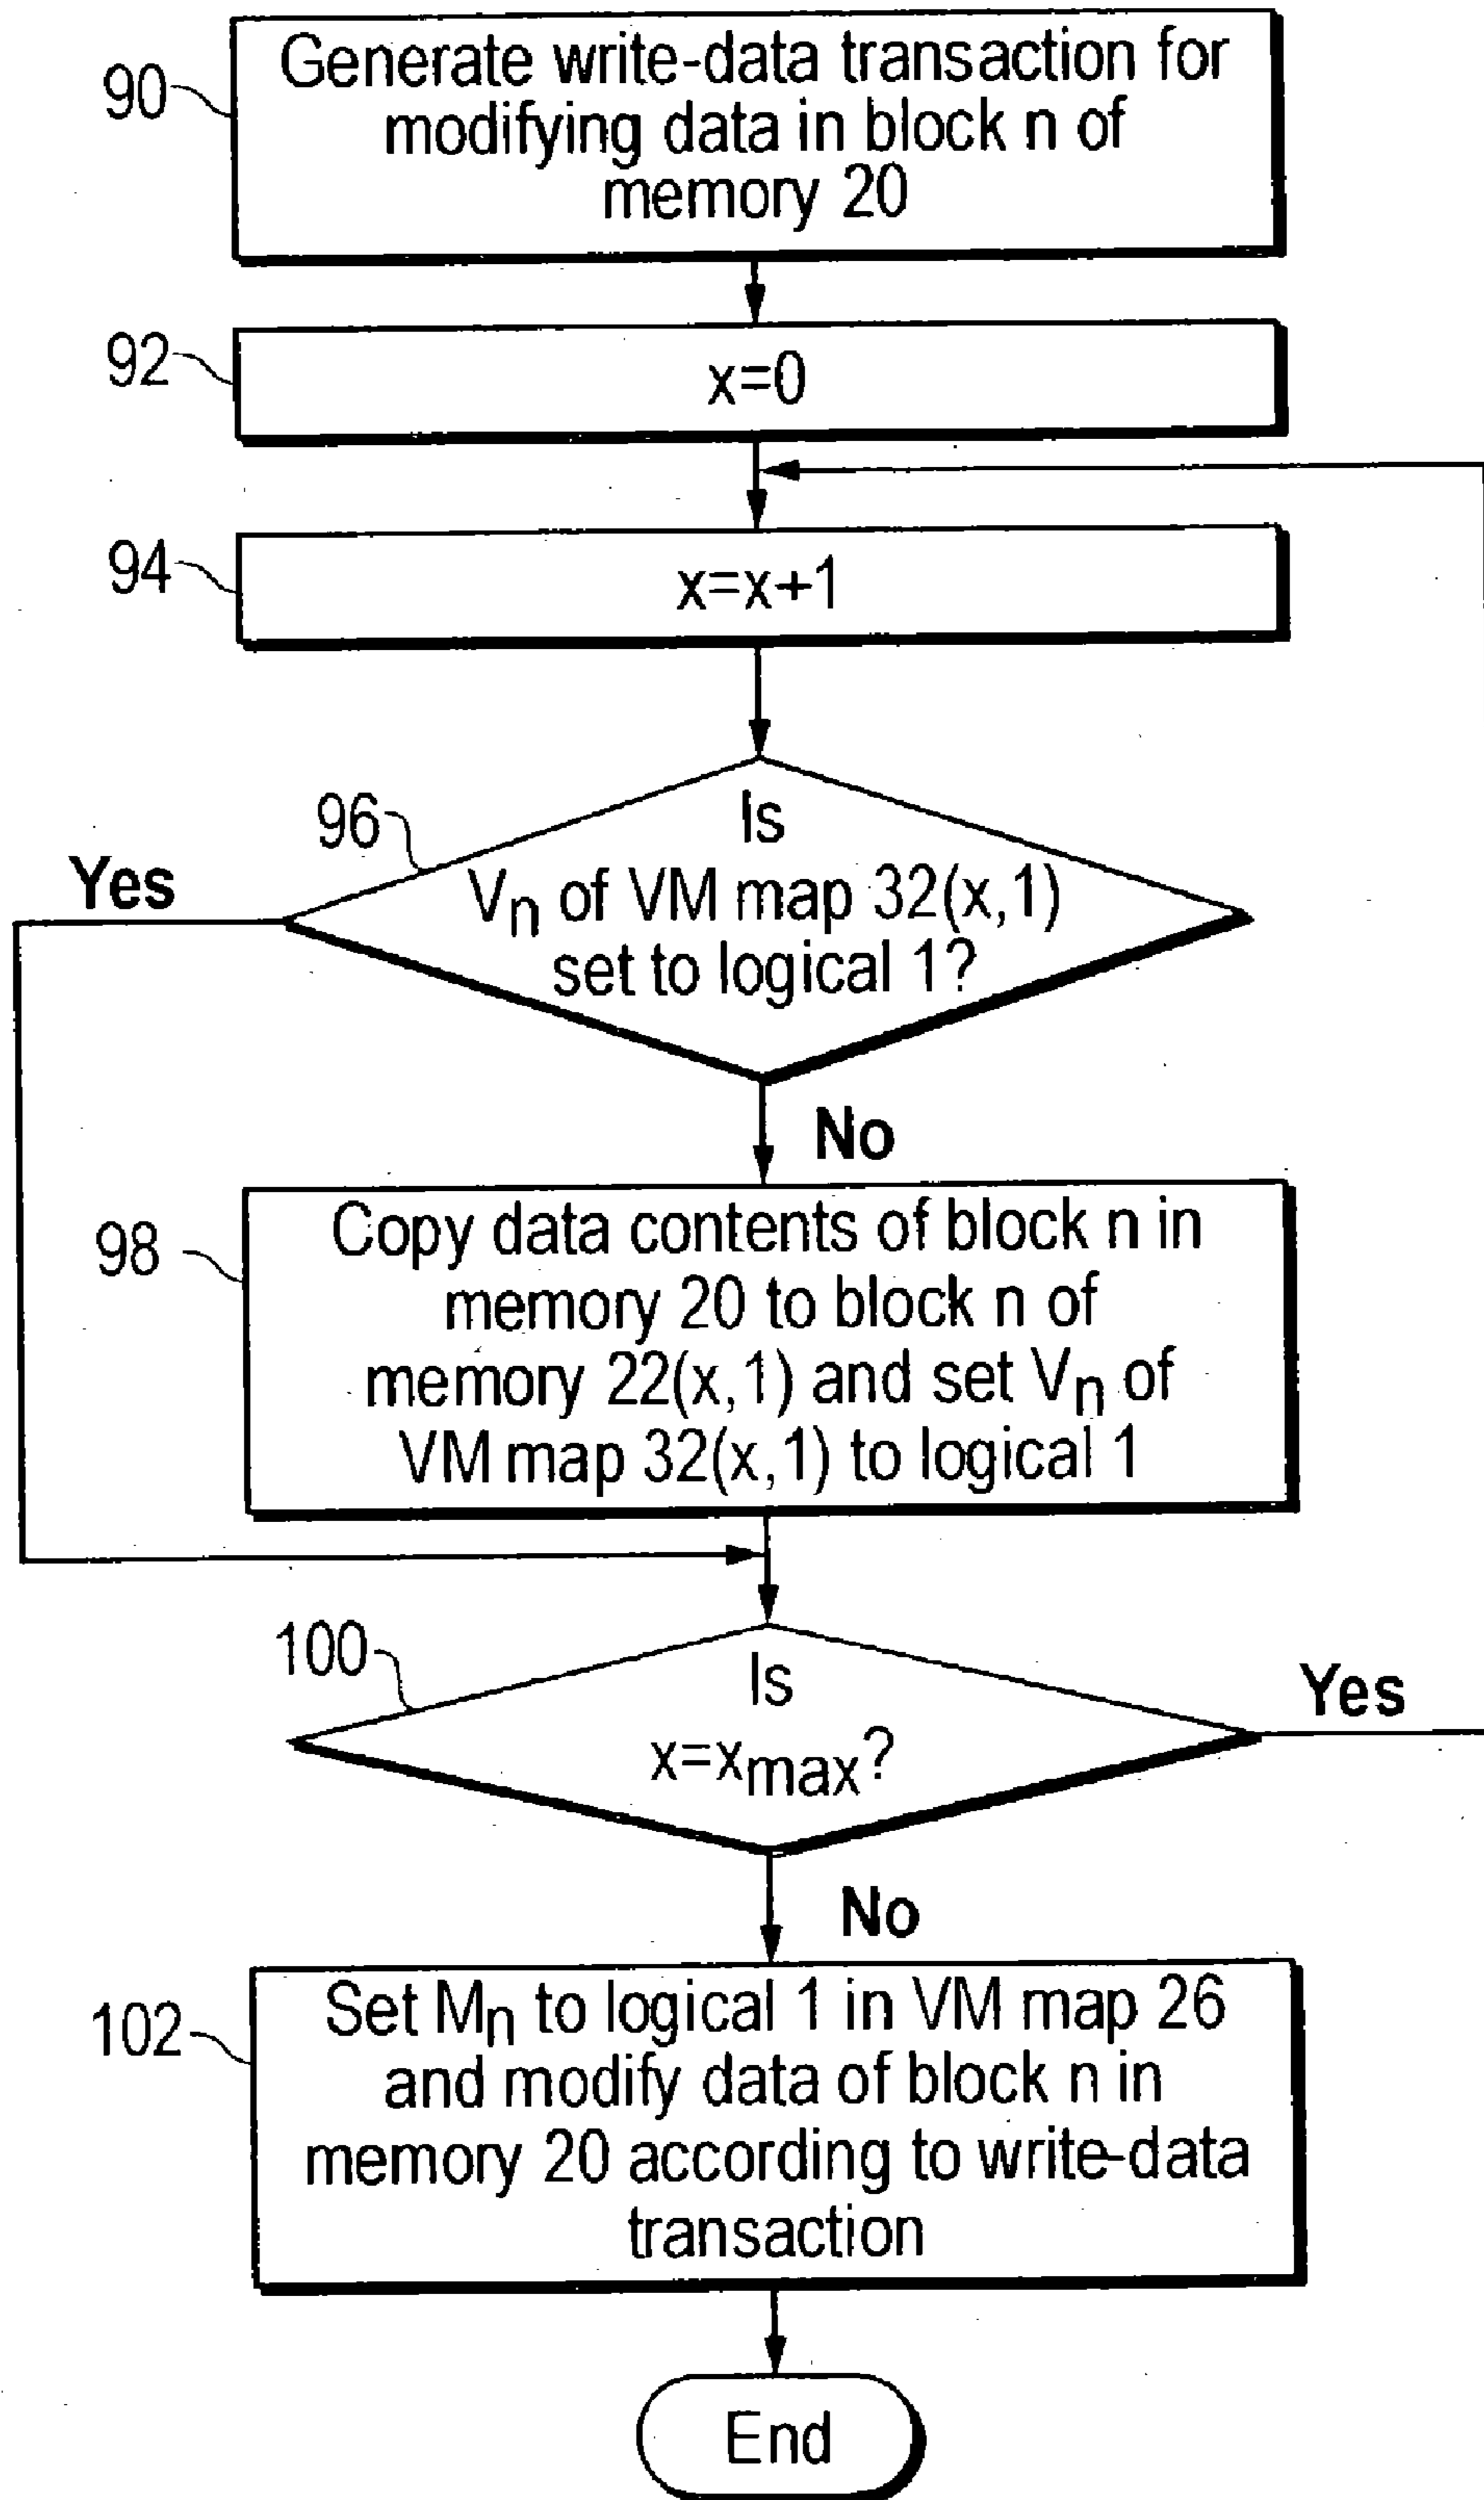 90
Generate write-data transaction for
modifying data in block n of
memory 20
92
x=0
94
x=x+1
96
Is
Vn of VM map 32(x,1)
set to logical 1?
Yes
No
98
Copy data contents of block n in
memory 20 to block n of
memory 22(x,1) and set Vn of
VM map 32(x,1) to logical 1
100
Is
x=xmax?
Yes
No
102
Set Mn to logical 1 in VM map 26
and modify data of block n in
memory 20 according to write-data
transaction
End